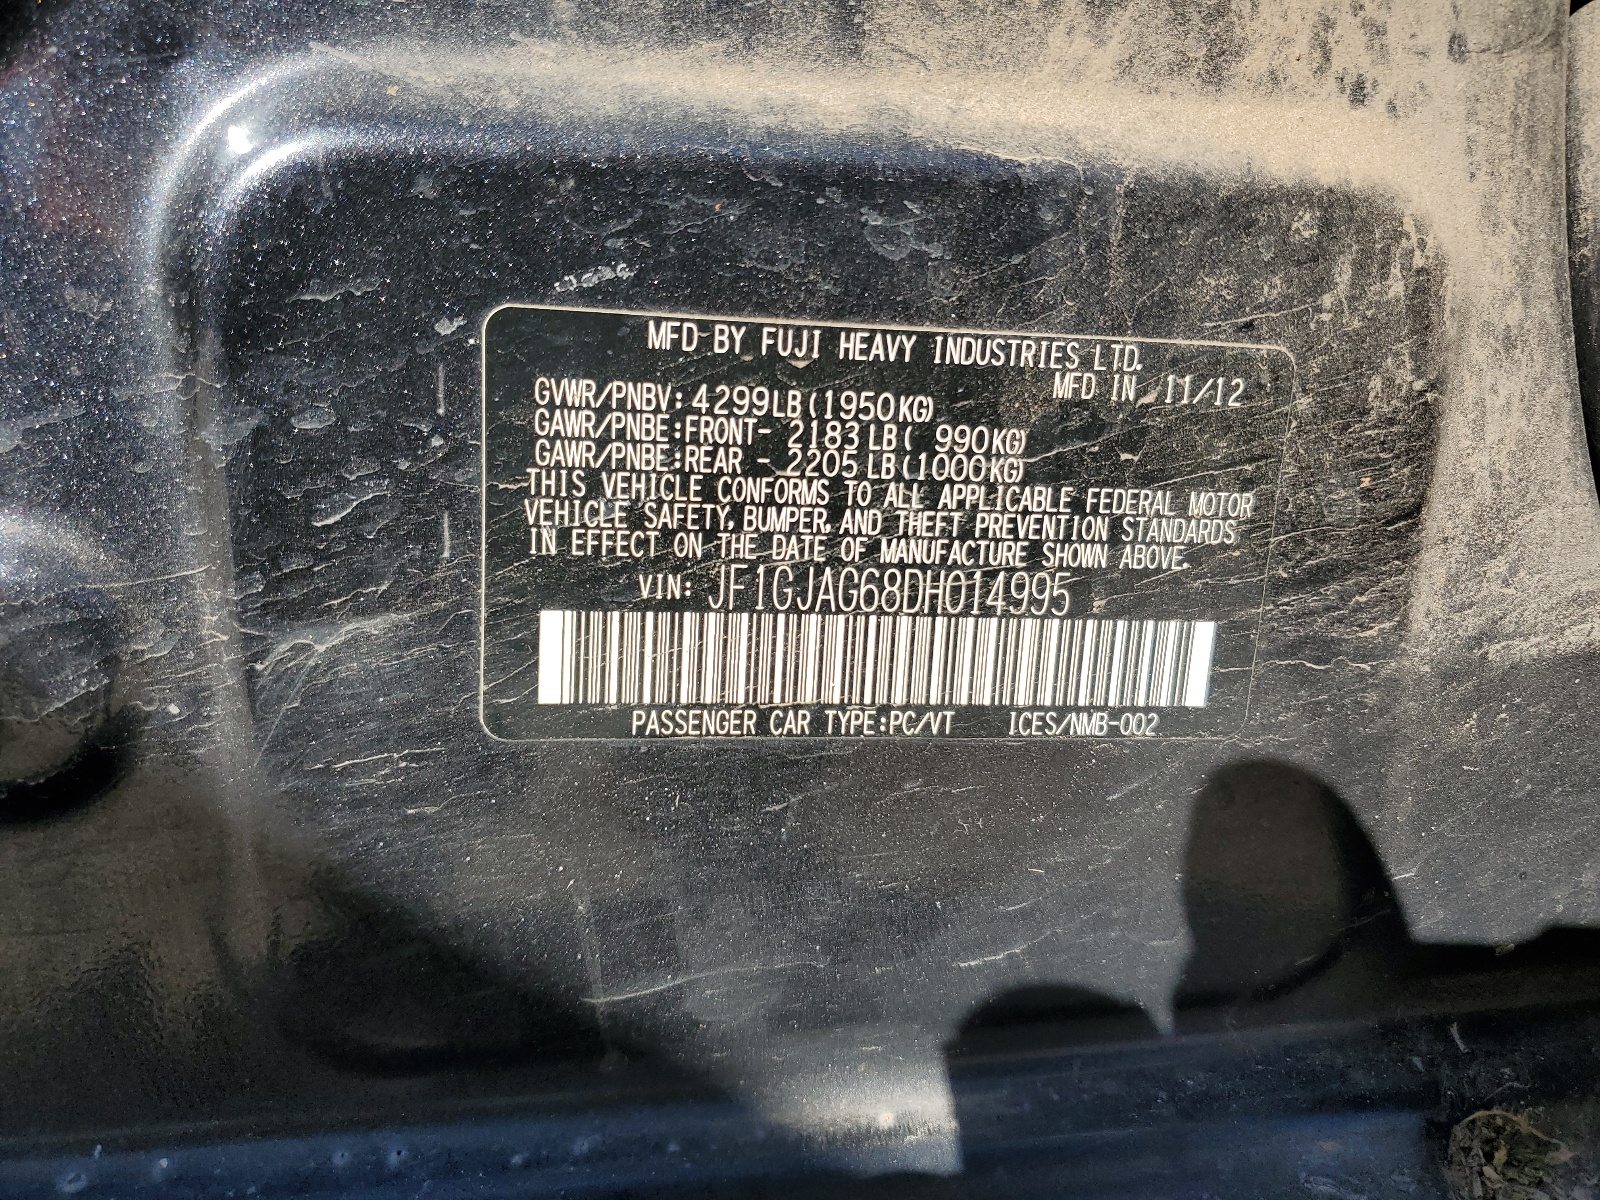 MFD BY FUJI HEAVY INDUSTRIES LTD.
MFD IN 11/12
GVWR/PNBV: 4299LB(1950KG)
GAWR/PNBE:FRONT- 2183 LB( 990KG)
GAWR/PNBE:REAR - 2205 LB(1000KG)
THIS VEHICLE CONFORMS TO ALL APPLICABLE FEDERAL MOTOR
VEHICLE SAFETY, BUMPER, AND THEFT PREVENTION STANDARDS
IN EFFECT ON THE DATE OF MANUFACTURE SHOWN ABOVE.
VIN: JF1GJAG68DH014995
PASSENGER CAR TYPE:PC/VT ICES/NMB-002